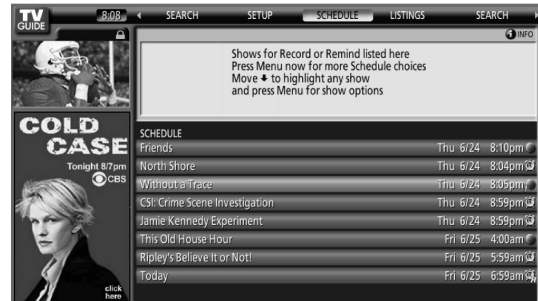 TV
GUIDE
8:08
SEARCH SETUP SCHEDULE LISTINGS SEARCH
INFO
Shows for Record or Remind listed here
Press Menu now for more Schedule choices
Move to highlight any show
and press Menu for show options
COLD
CASE
Tonight 8/7pm
CBS
click
here
SCHEDULE
Friends Thu 6/24 8:10pm
North Shore Thu 6/24 8:04pm
Without a Trace Thu 6/24 8:05pm
CSI: Crime Scene Investigation Thu 6/24 8:59pm
Jamie Kennedy Experiment Thu 6/24 8:59pm
This Old House Hour Fri 6/25 4:00am
Ripley's Believe It or Not! Fri 6/25 5:59am
Today Fri 6/25 6:59am